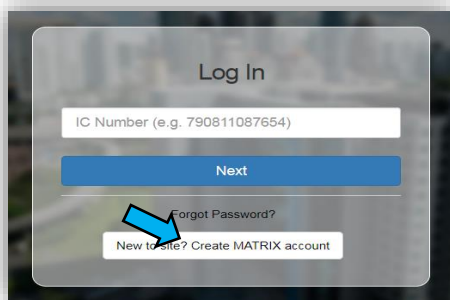 Log In
IC Number (e.g. 790811087654)
Next
Forgot Password?
New to site? Create MATRIX account